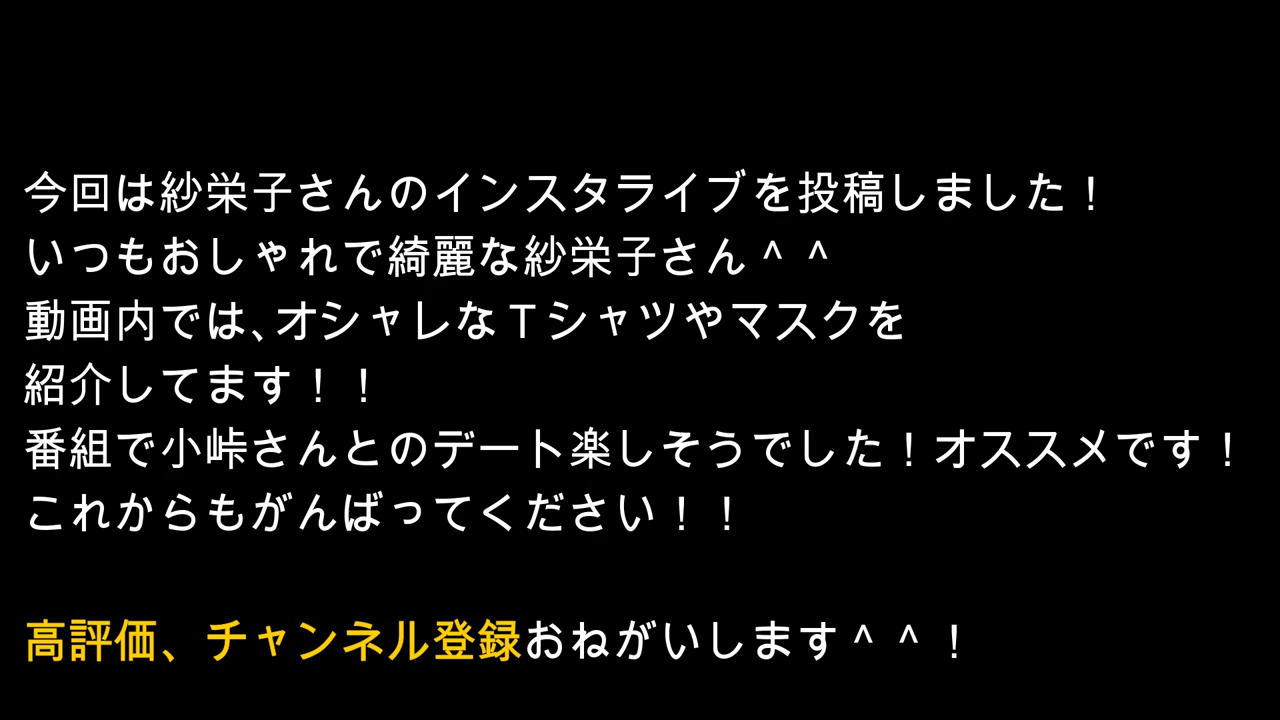 今回は紗栄子さんのインスタライブを投稿しました！
いつもおしゃれで綺麗な紗栄子さん＾＾
動画内では、オシャレなＴシャツやマスクを
紹介してます！！
番組で小峠さんとのデート楽しそうでした！オススメです！
これからもがんばってください！！
高評価、チャンネル登録おねがいします＾＾！